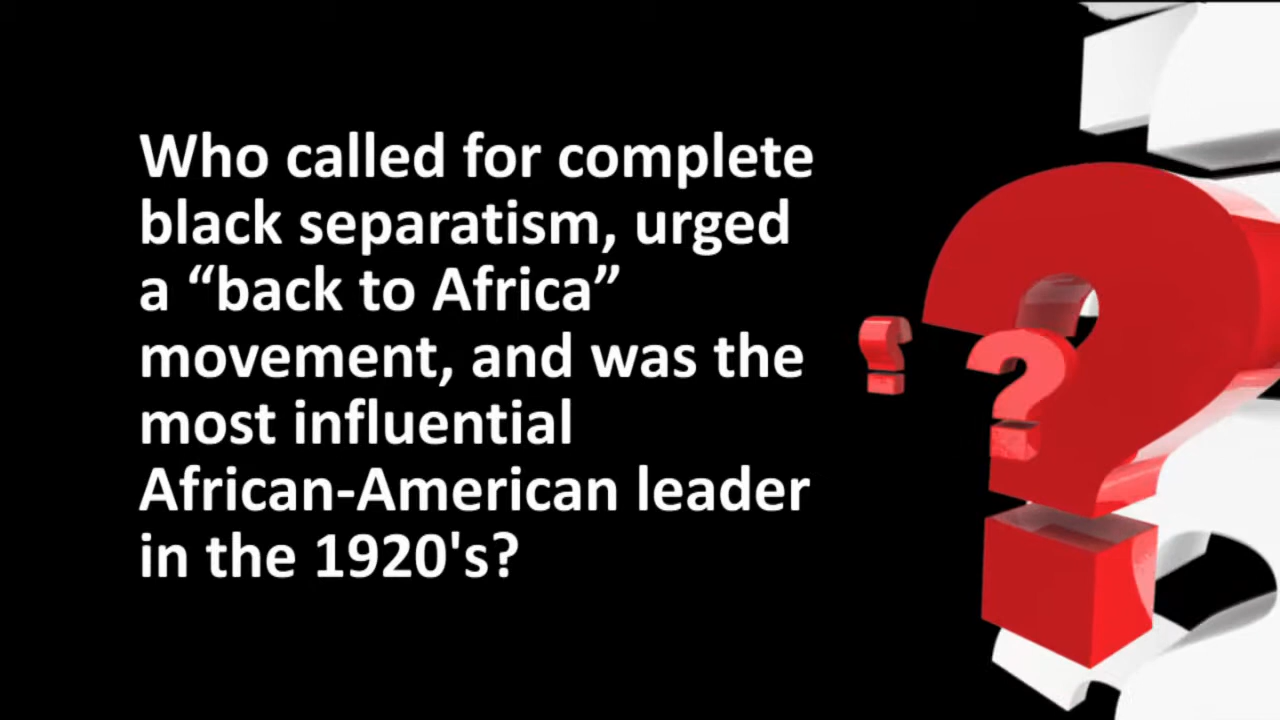 Who called for complete
black separatism, urged
a “back to Africa”
movement, and was the
most influential
African-American leader
in the 1920's?